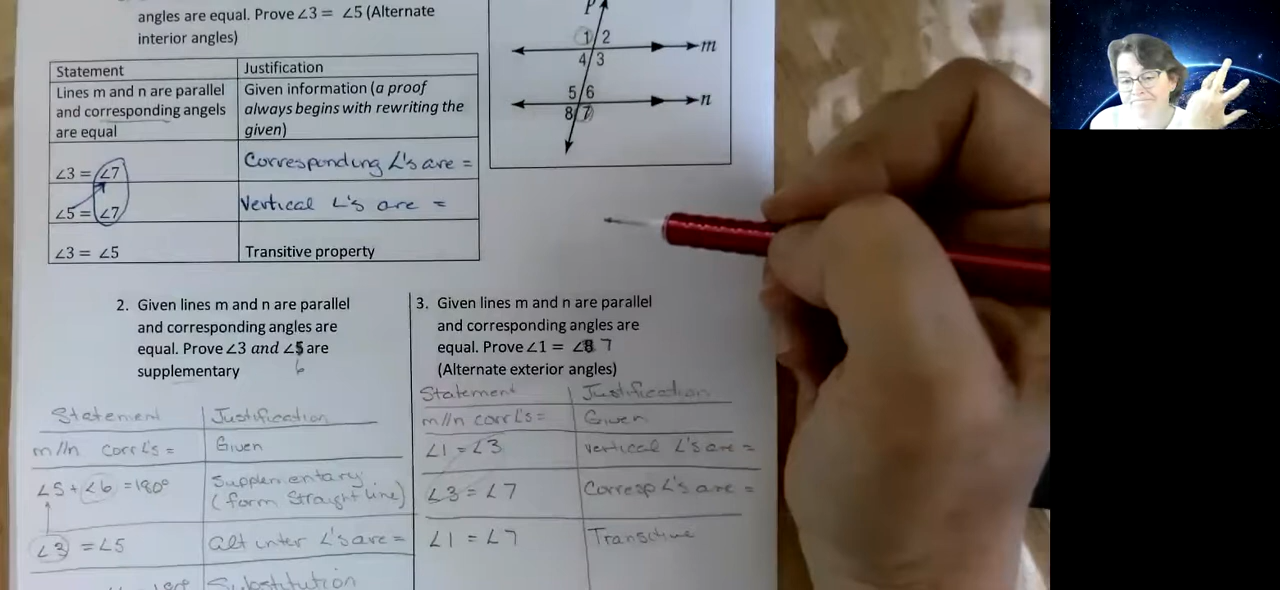 angles are equal. Prove ∠3 = ∠5 (Alternate
interior angles)
Statement
Justification
Lines m and n are parallel
and corresponding angels
are equal
Given information (a proof
always begins with rewriting the
given)
∠3 = ∠7
Corresponding ∠'s are =
∠5 = ∠7
Vertical ∠'s are =
∠3 = ∠5
Transitive property
P
1 2
m
4 3
5 6
n
8 7
2. Given lines m and n are parallel
and corresponding angles are
equal. Prove ∠3 and ∠5 are
supplementary
6
Statement
Justification
m//n corr ∠'s =
Given
∠5 + ∠6 = 180°
Supplementary
(form straight line)
∠3 = ∠5
alt inter ∠'s are =
Substitution
3. Given lines m and n are parallel
and corresponding angles are
equal. Prove ∠1 = ∠8 7
(Alternate exterior angles)
Statement
Justification
m//n corr ∠'s =
Given
∠1 = ∠3
vertical ∠'s are =
∠3 = ∠7
Corresp ∠'s are =
∠1 = ∠7
Transitive